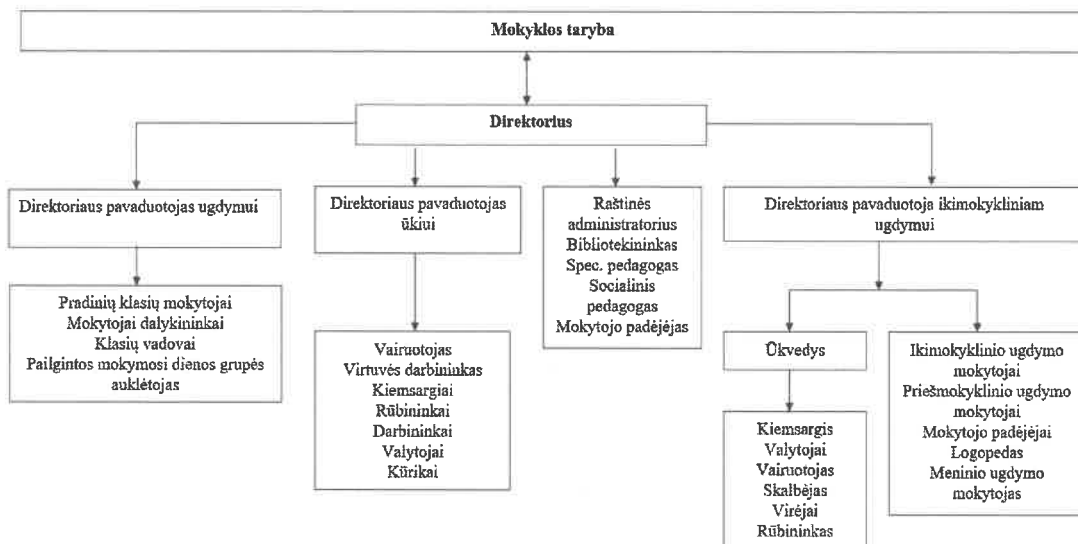 Mokyklos taryba
Direktorius
Direktoriaus pavaduotojas ugdymui
Direktoriaus pavaduotojas
ūkiui
Raštinės
administratorius
Bibliotekininkas
Spec. pedagogas
Socialinis
pedagogas
Mokytojo padėjėjas
Direktoriaus pavaduotoja ikimokykliniam
ugdymui
Pradinių klasių mokytojai
Mokytojai dalykininkai
Klasių vadovai
Pailgintos mokymosi dienos grupės
auklėtojas
Vairuotojas
Virtuvės darbininkas
Kiemsargiai
Rūbininkai
Darbininkai
Valytojai
Kūrikai
Ūkvedys
Kiemsargis
Valytojai
Vairuotojas
Skalbėjas
Virėjai
Rūbininkas
Ikimokyklinio ugdymo
mokytojai
Priešmokyklinio ugdymo
mokytojai
Mokytojo padėjėjai
Logopedas
Meninio ugdymo
mokytojas